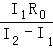 I₁R₀
I₂ − I₁